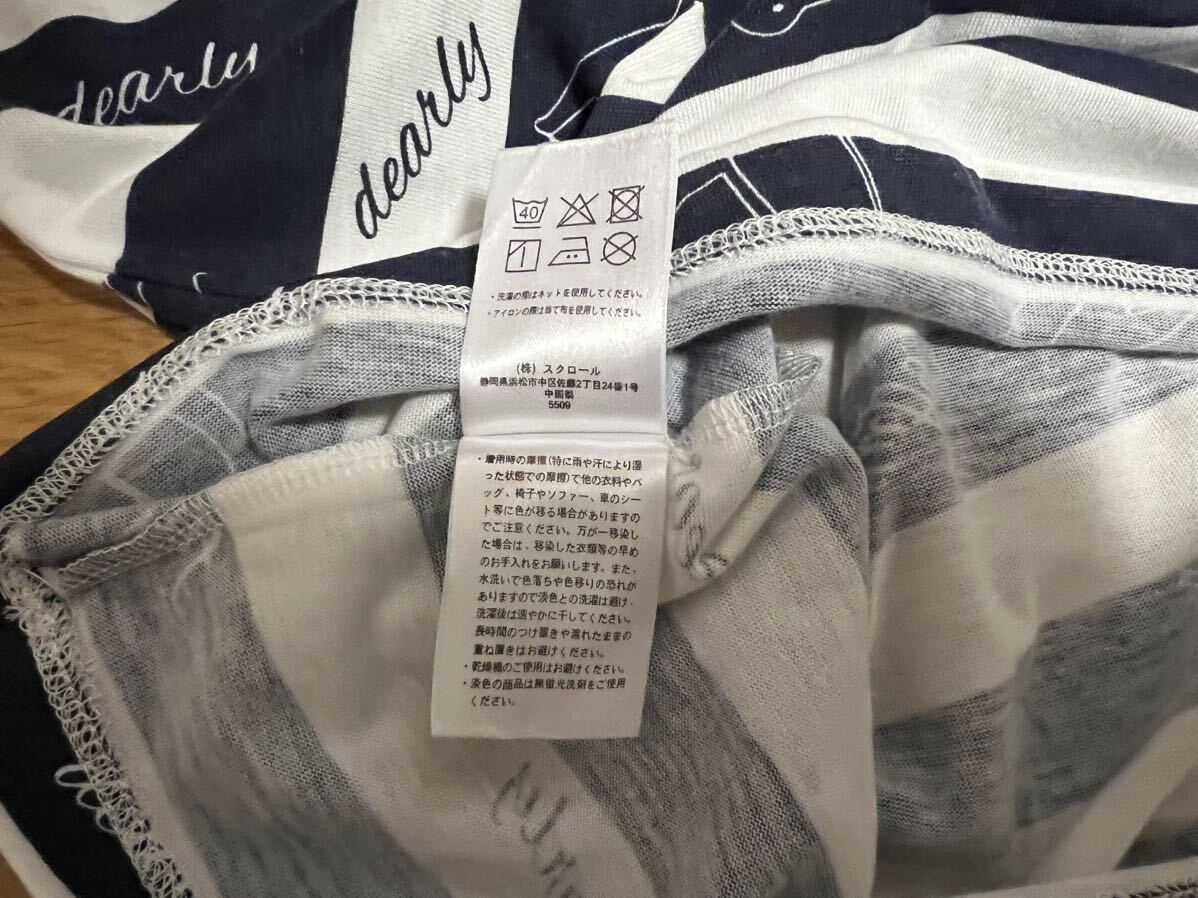 dearly
dearly
40
・洗濯の際はネットを使用してください。
・アイロンの際は当て布を使用してください。
(株) スクロール
静岡県浜松市中区佐藤2丁目24番1号
中国製
5509
・着用時の摩擦(特に雨や汗により湿
った状態での摩擦)で他の衣料やバ
ッグ、椅子やソファー、車のシー
ト等に色が移る場合がありますの
でご注意ください。万が一移染し
た場合は、移染した衣類等の早め
のお手入れをお願いします。また、
水洗いで色落ちや色移りの恐れが
ありますので淡色との洗濯は避け、
洗濯後は速やかに干してください。
長時間のつけ置きや濡れたままの
重ね置きはお避けください。
・乾燥機のご使用はお避けください。
・淡色の商品は無蛍光洗剤をご使用
ください。